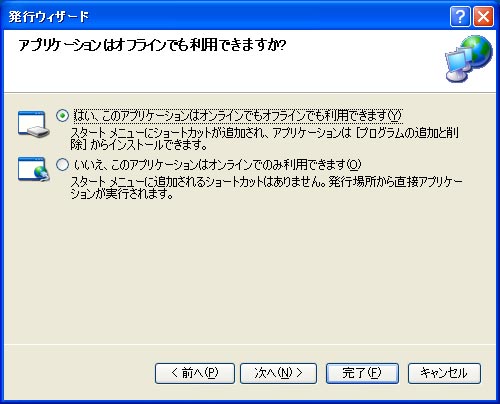 発行ウィザード
アプリケーションはオフラインでも利用できますか?
はい、このアプリケーションはオンラインでもオフラインでも利用できます(Y)
スタート メニューにショートカットが追加され、アプリケーションは [プログラムの追加と削
除] からインストールできます。
いいえ、このアプリケーションはオンラインでのみ利用できます(O)
スタート メニューに追加されるショートカットはありません。発行場所から直接アプリケー
ションが実行されます。
< 前へ(P) 次へ(N) > 完了(F) キャンセル